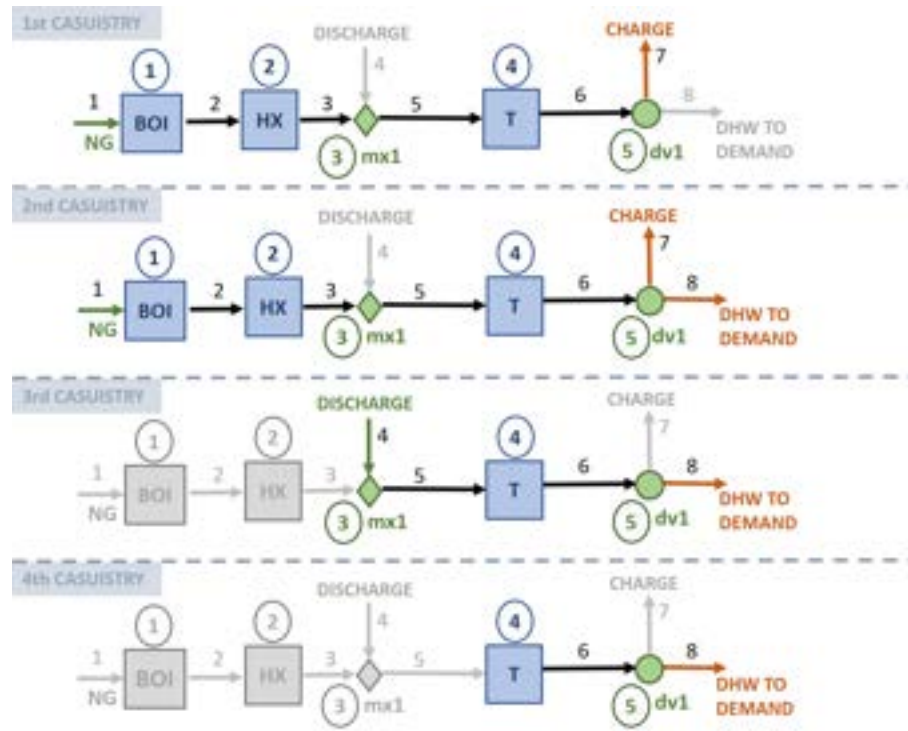 1st CASUISTRY
DISCHARGE
CHARGE
1 2 4 7
1 2 3 4 5 6 8
NG BOI HX T
3 mx1 5 dv1
DHW TO
DEMAND
2nd CASUISTRY
DISCHARGE
CHARGE
1 2 4 7
1 2 3 4 5 6 8
NG BOI HX T
3 mx1 5 dv1
DHW TO
DEMAND
3rd CASUISTRY
DISCHARGE
CHARGE
1 2 4 7
1 2 3 4 5 6 8
NG BOI HX T
3 mx1 5 dv1
DHW TO
DEMAND
4th CASUISTRY
DISCHARGE
CHARGE
1 2 4 7
1 2 3 4 5 6 8
NG BOI HX T
3 mx1 5 dv1
DHW TO
DEMAND